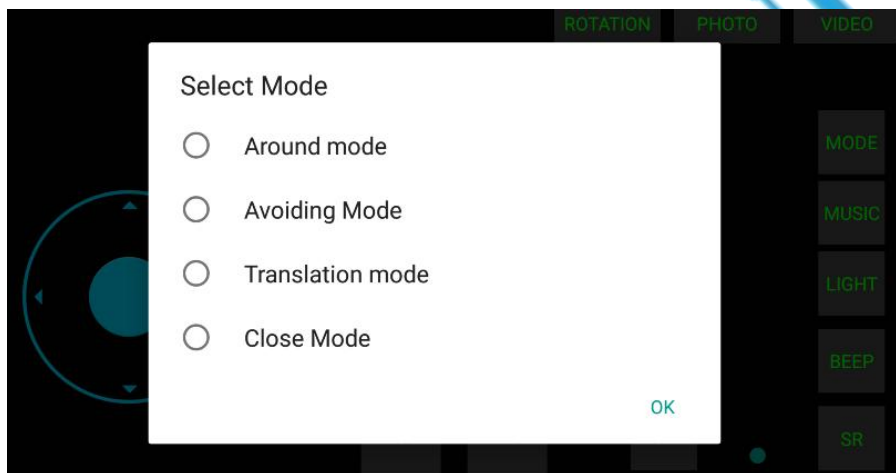 ROTATION PHOTO VIDEO
Select Mode
Around mode
MODE
Avoiding Mode
MUSIC
Translation mode
LIGHT
Close Mode
BEEP
OK
SR